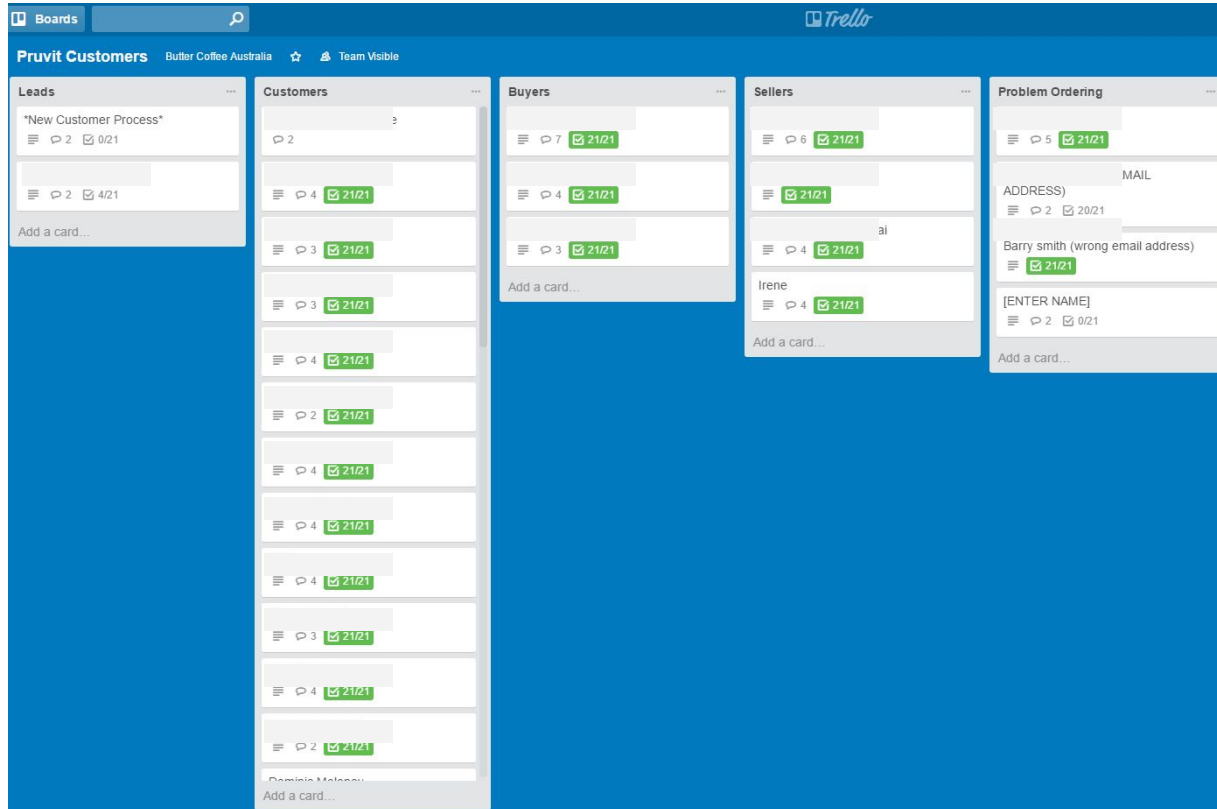 Boards
Trello
Pruvit Customers Butter Coffee Australia Team Visible
Leads
*New Customer Process*
2 0/21
2 4/21
Add a card...
Customers
e
2
4 21/21
3 21/21
3 21/21
4 21/21
2 21/21
4 21/21
4 21/21
4 21/21
3 21/21
4 21/21
2 21/21
Add a card...
Buyers
7 21/21
4 21/21
3 21/21
Add a card...
Sellers
6 21/21
21/21
ai
4 21/21
Irene
4 21/21
Add a card...
Problem Ordering
5 21/21
MAIL
ADDRESS)
2 20/21
Barry smith (wrong email address)
21/21
[ENTER NAME]
2 0/21
Add a card...